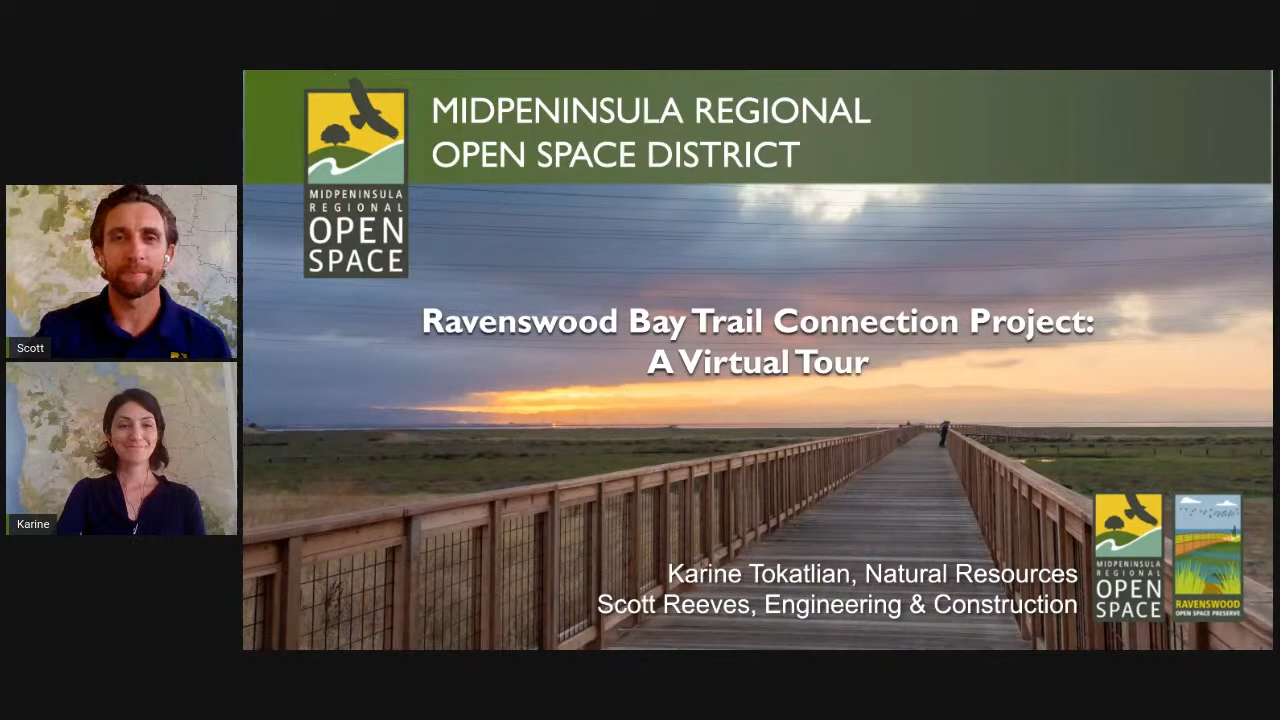 MIDPENINSULA REGIONAL
OPEN SPACE DISTRICT
MIDPENINSULA
REGIONAL
OPEN
SPACE
Ravenswood Bay Trail Connection Project:
A Virtual Tour
Scott
Karine
Karine Tokatlian, Natural Resources
Scott Reeves, Engineering & Construction
MIDPENINSULA
REGIONAL
OPEN
SPACE
RAVENSWOOD
OPEN SPACE PRESERVE